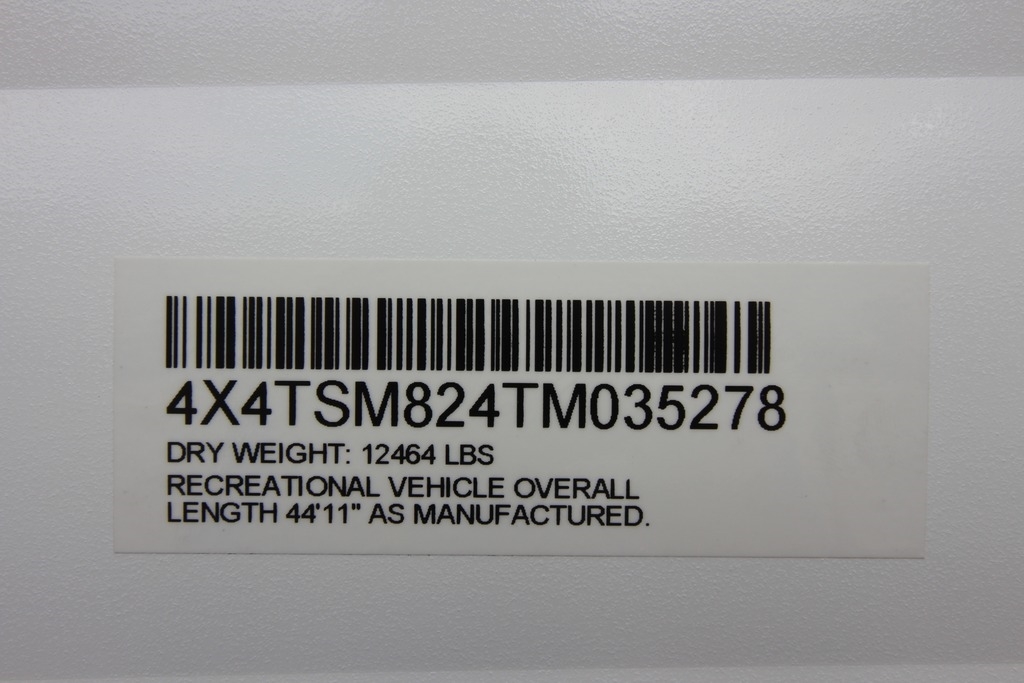 4X4TSM824TM035278
DRY WEIGHT: 12464 LBS
RECREATIONAL VEHICLE OVERALL
LENGTH 44'11" AS MANUFACTURED.